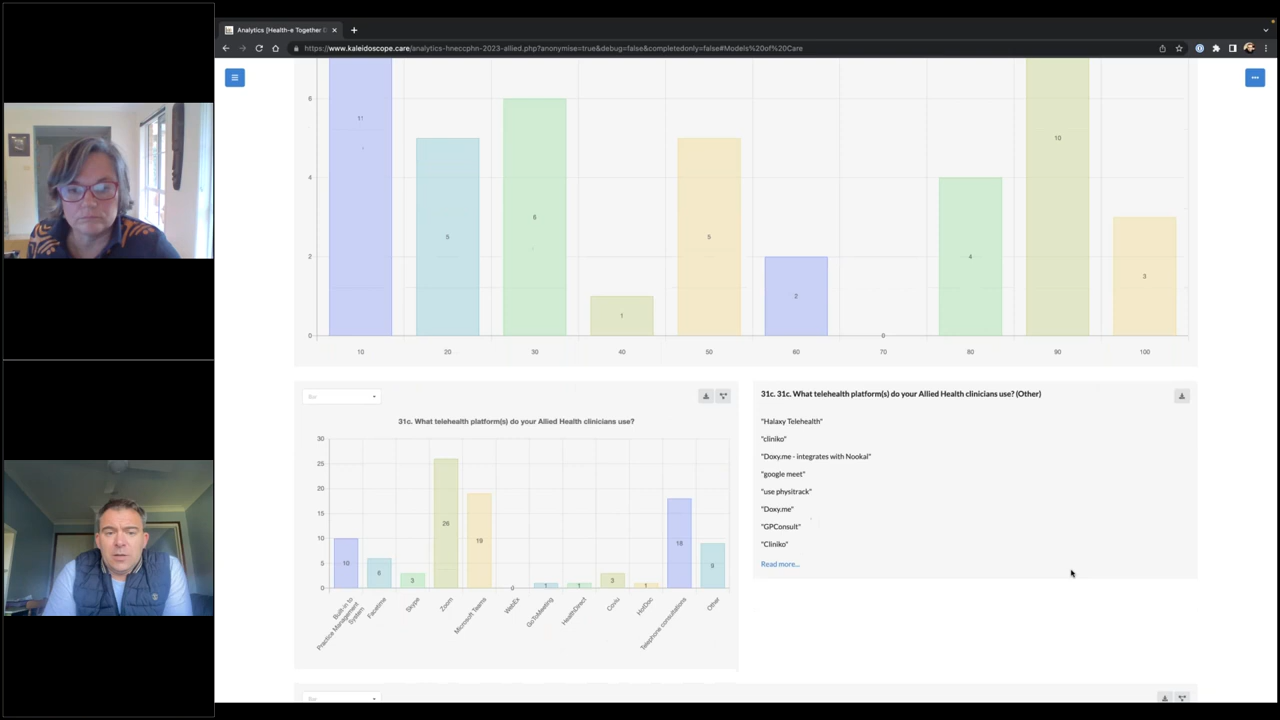 Analytics [Health-e Together D
https://www.kaleidoscope.care/analytics-hneccphn-2023-allied.php?anonymise=true&debug=false&completedonly=false#Models%20of%20Care
6
4
2
0
11
5
6
1
5
2
0
4
10
3
10 20 30 40 50 60 70 80 90 100
Bar
31c. What telehealth platform(s) do your Allied Health clinicians use?
30
25
20
15
10
5
0
10
6
3
26
19
0
1
1
3
1
18
9
Built-in to
Practice Management
System
Facetime
Skype
Zoom
Microsoft Teams
WebEx
GoToMeeting
HealthDirect
Coviu
HotDoc
Telephone consultations
Other
31c. 31c. What telehealth platform(s) do your Allied Health clinicians use? (Other)
"Halaxy Telehealth"
"cliniko"
"Doxy.me - integrates with Nookal"
"google meet"
"use physitrack"
"Doxy.me"
"GPConsult"
"Cliniko"
Read more...
Bar